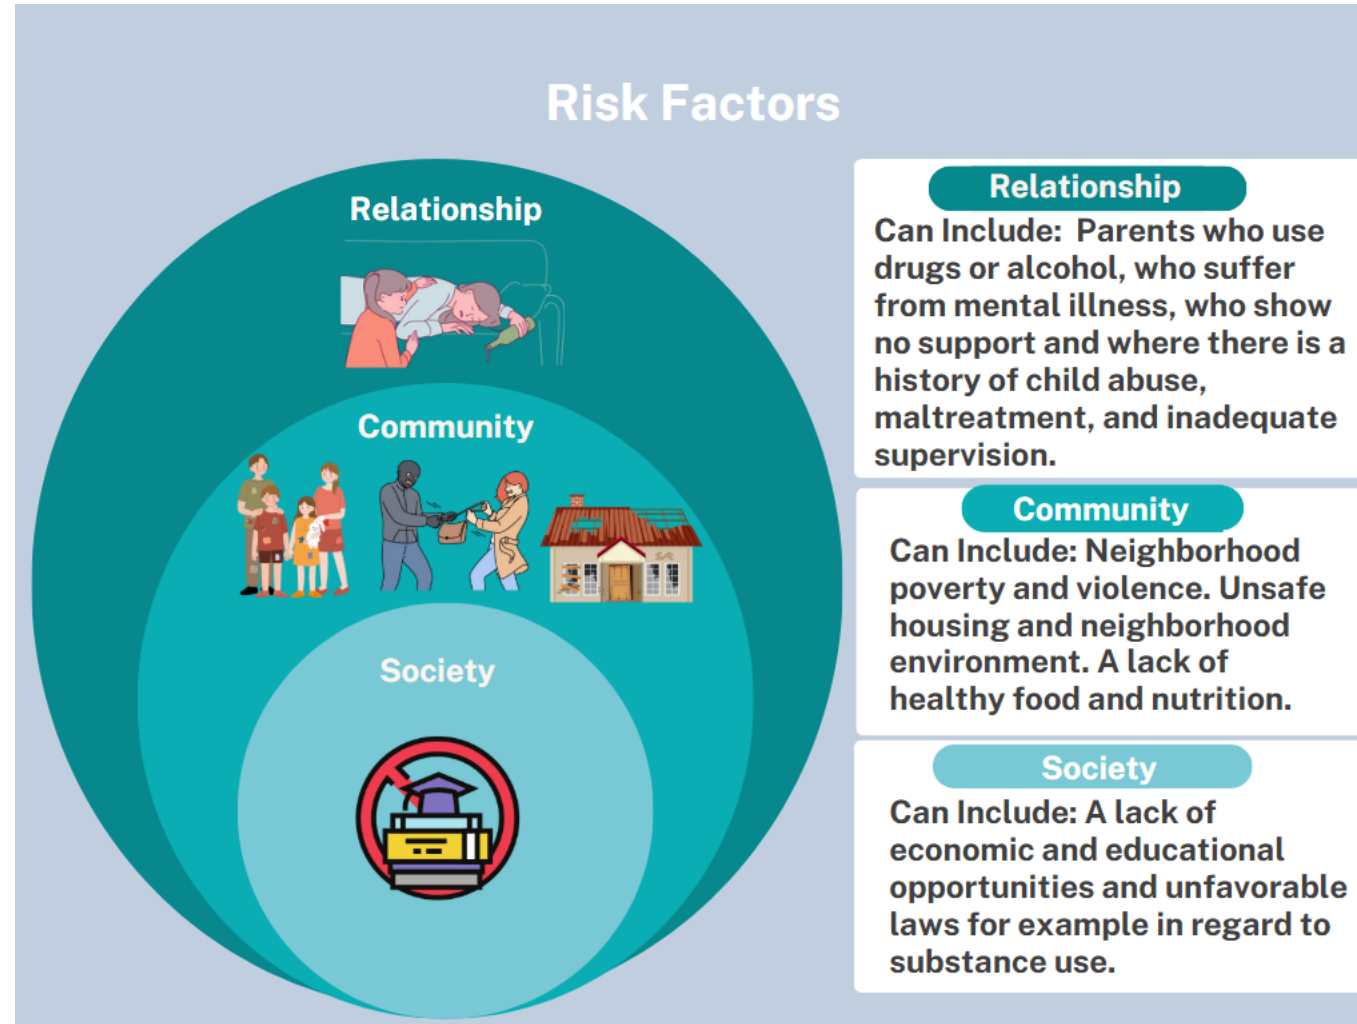 Risk Factors
Relationship
Community
Society
Relationship
Can Include:  Parents who use
drugs or alcohol, who suffer
from mental illness, who show
no support and where there is a
history of child abuse,
maltreatment, and inadequate
supervision.
Community
Can Include: Neighborhood
poverty and violence. Unsafe
housing and neighborhood
environment. A lack of
healthy food and nutrition.
Society
Can Include: A lack of
economic and educational
opportunities and unfavorable
laws for example in regard to
substance use.